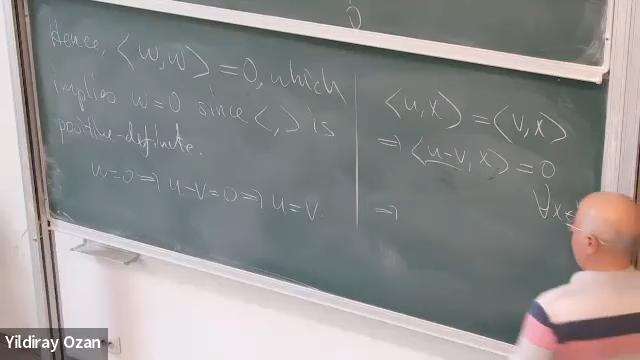 Hence, ⟨w,w⟩ = 0, which
implies w=0 since ⟨,⟩ is
positive-definite.
w=0 ⇒ u-v=0 ⇒ u=v.
⟨u,x⟩ = ⟨v,x⟩
⇒ ⟨u-v,x⟩ = 0
∀x
⇒
Yildiray Ozan